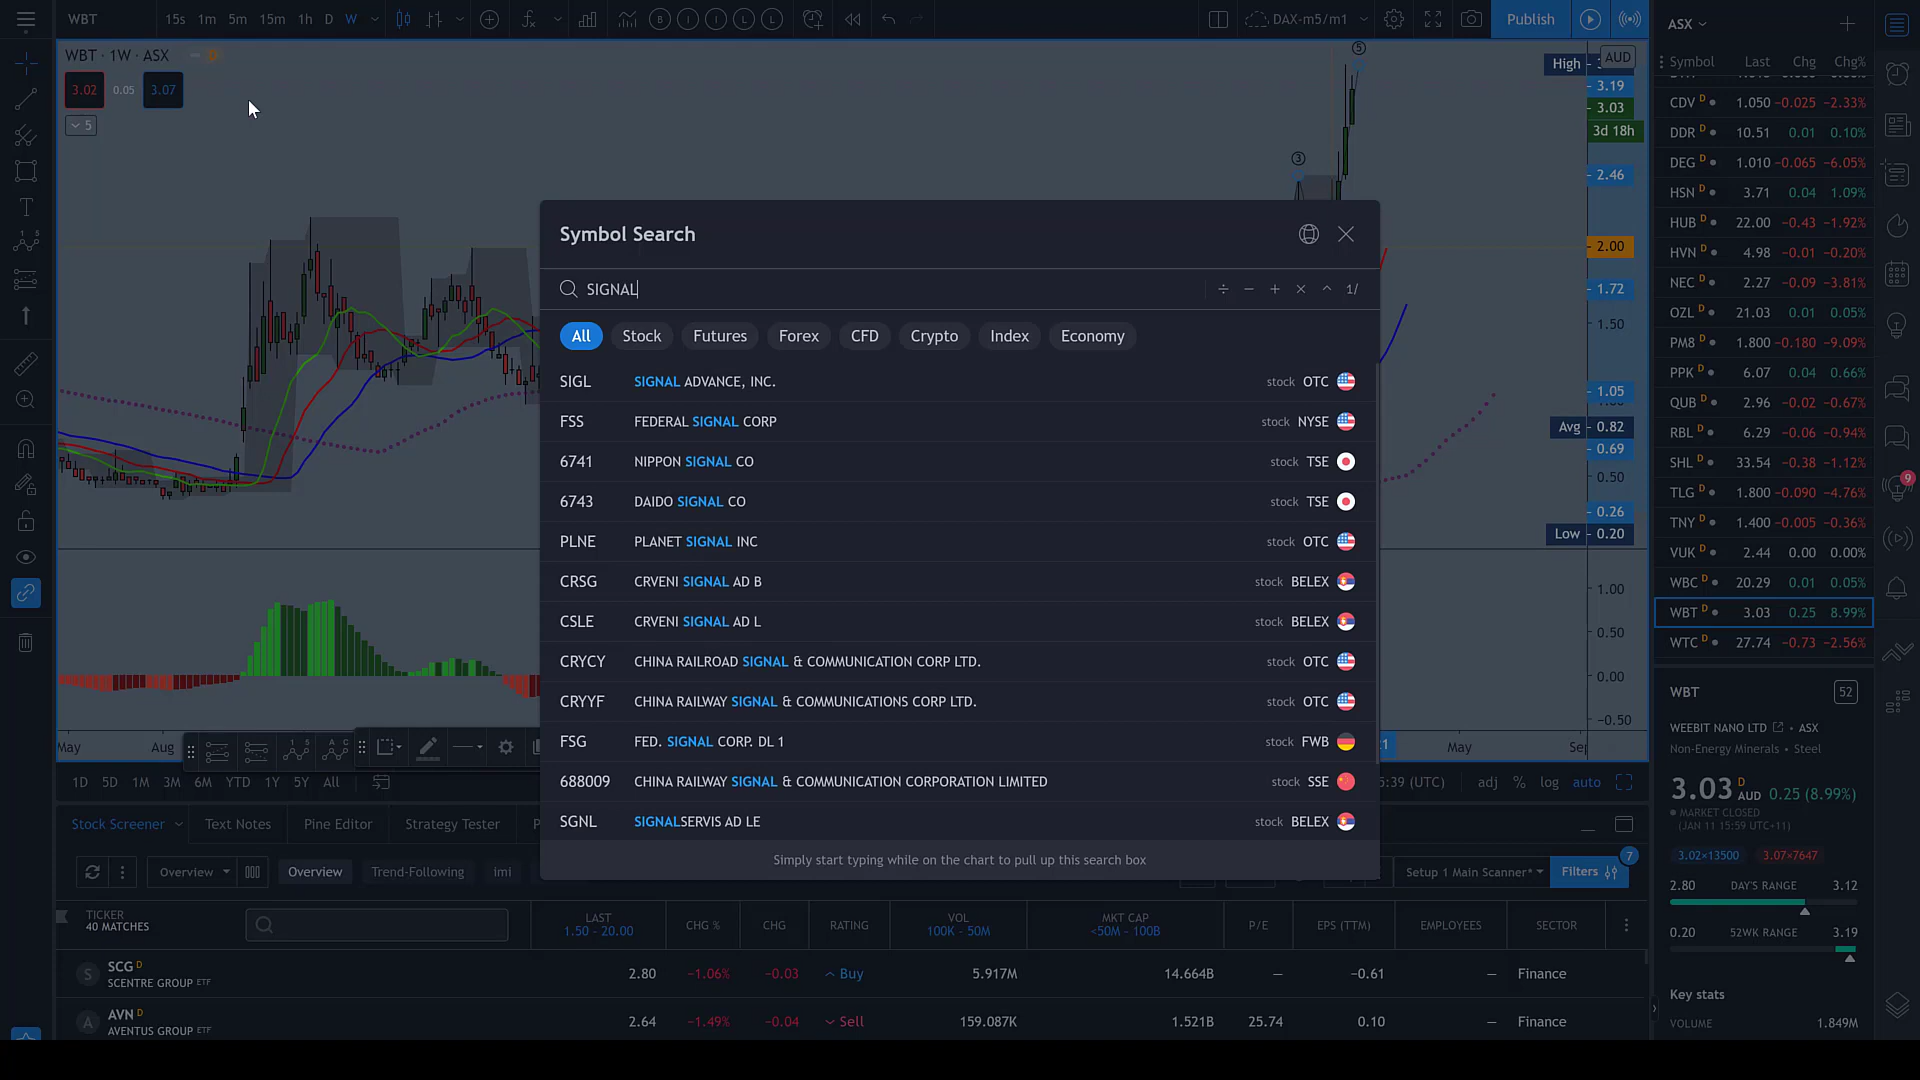 WBT
15s 1m 5m 15m 1h D W
B I I L L
DAX-m5/m1
Publish
WBT · 1W · ASX
3.02 0.05 3.07
5
5
3
AUD
High
3.19
3.03
3d 18h
2.46
2.00
1.72
1.50
1.05
Avg 0.82
0.69
0.50
0.26
Low 0.20
1.00
0.50
0.00
−0.50
May Aug
May
Symbol Search
SIGNAL
÷ − + × ^ 1/
All Stock Futures Forex CFD Crypto Index Economy
SIGL SIGNAL ADVANCE, INC. stock OTC
FSS FEDERAL SIGNAL CORP stock NYSE
6741 NIPPON SIGNAL CO stock TSE
6743 DAIDO SIGNAL CO stock TSE
PLNE PLANET SIGNAL INC stock OTC
CRSG CRVENI SIGNAL AD B stock BELEX
CSLE CRVENI SIGNAL AD L stock BELEX
CRYCY CHINA RAILROAD SIGNAL & COMMUNICATION CORP LTD. stock OTC
CRYYF CHINA RAILWAY SIGNAL & COMMUNICATIONS CORP LTD. stock OTC
FSG FED. SIGNAL CORP. DL 1 stock FWB
688009 CHINA RAILWAY SIGNAL & COMMUNICATION CORPORATION LIMITED stock SSE
SGNL SIGNALSERVIS AD LE stock BELEX
Simply start typing while on the chart to pull up this search box
1D 5D 1M 3M 6M YTD 1Y 5Y All
:39 (UTC) adj % log auto
Stock Screener Text Notes Pine Editor Strategy Tester
Overview Overview Trend-Following
Setup 1 Main Scanner* Filters 7
TICKER
40 MATCHES
LAST
1.50 – 20.00
CHG %
CHG
RATING
VOL
100K – 50M
MKT CAP
<50M – 100B
P/E
EPS (TTM)
EMPLOYEES
SECTOR
S SCG D 2.80 −1.06% −0.03 Buy 5.917M 14.664B — −0.61 — Finance
SCENTRE GROUP ETF
A AVN D 2.64 −1.49% −0.04 Sell 159.087K 1.521B 25.74 0.10 — Finance
AVENTUS GROUP ETF
ASX
Symbol Last Chg Chg%
CDV D 1.050 −0.025 −2.33%
DDR D 10.51 0.01 0.10%
DEG D 1.010 −0.065 −6.05%
HSN D 3.71 0.04 1.09%
HUB D 22.00 −0.43 −1.92%
HVN D 4.98 −0.01 −0.20%
NEC D 2.27 −0.09 −3.81%
OZL D 21.03 0.01 0.05%
PM8 D 1.800 −0.180 −9.09%
PPK D 6.07 0.04 0.66%
QUB D 2.96 −0.02 −0.67%
RBL D 6.29 −0.06 −0.94%
SHL D 33.54 −0.38 −1.12%
TLG D 1.800 −0.090 −4.76%
TNY D 1.400 −0.005 −0.36%
VUK D 2.44 0.00 0.00%
WBC D 20.29 0.01 0.05%
WBT D 3.03 0.25 8.99%
WTC D 27.74 −0.73 −2.56%
WBT 52
WEEBIT NANO LTD • ASX
Non-Energy Minerals • Steel
3.03 D AUD 0.25 (8.99%)
MARKET CLOSED
(JAN 11 15:59 UTC+11)
3.02×13500 3.07×7647
2.80 DAY'S RANGE 3.12
0.20 52WK RANGE 3.19
Key stats
VOLUME 1.849M
9